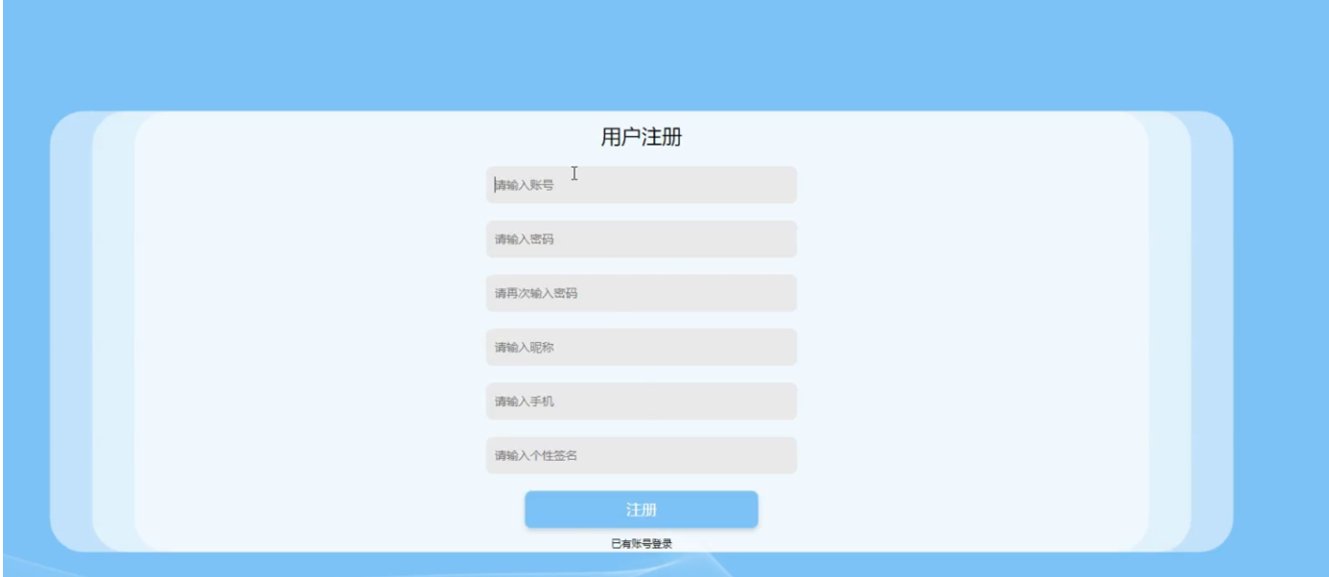 用户注册
请输入账号
请输入密码
请再次输入密码
请输入昵称
请输入手机
请输入个性签名
注册
已有账号登录